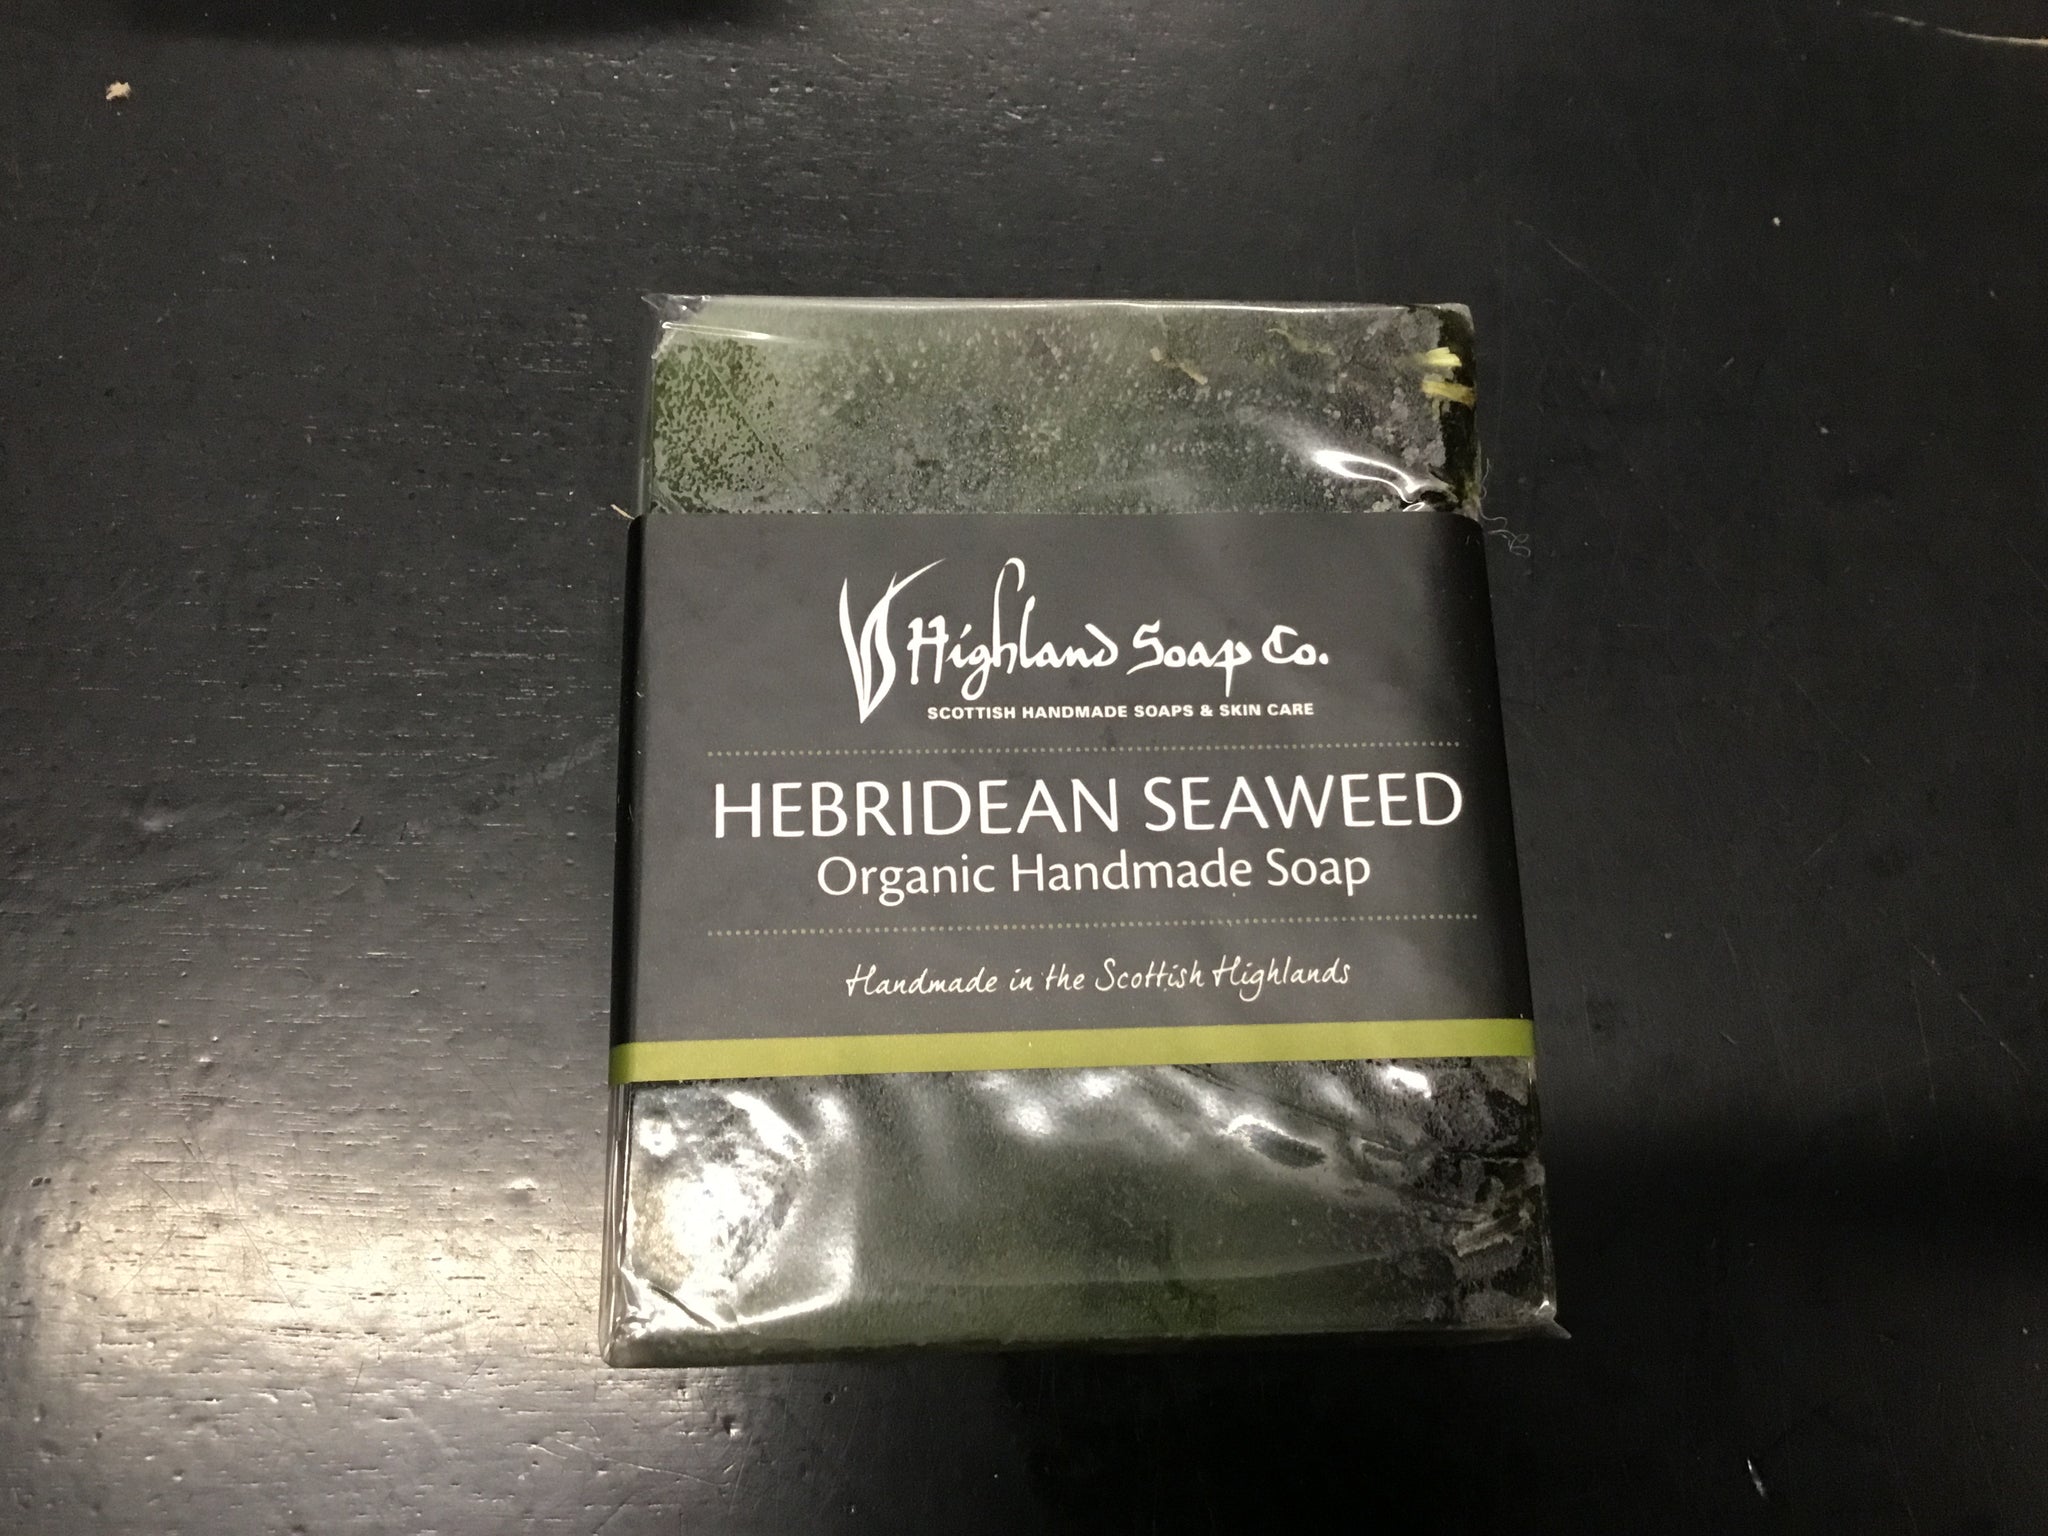 Highland Soap Co.
SCOTTISH HANDMADE SOAPS & SKIN CARE
HEBRIDEAN SEAWEED
Organic Handmade Soap
Handmade in the Scottish Highlands